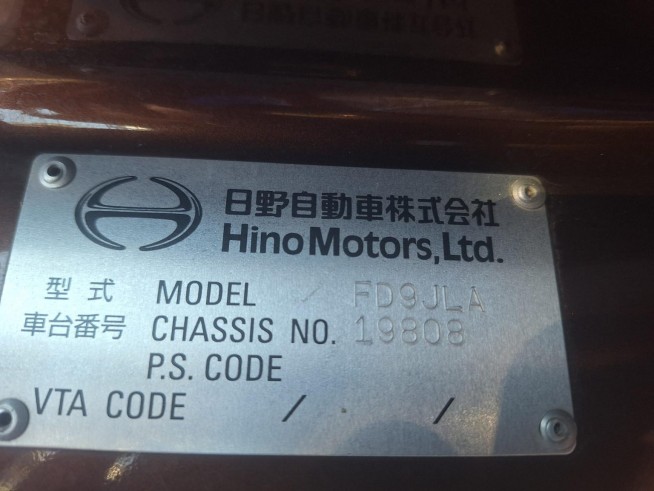 日野自動車株式会社
Hino Motors, Ltd.
型式 MODEL / FD9JLA
車台番号 CHASSIS NO. 19808
P.S. CODE
VTA CODE / /